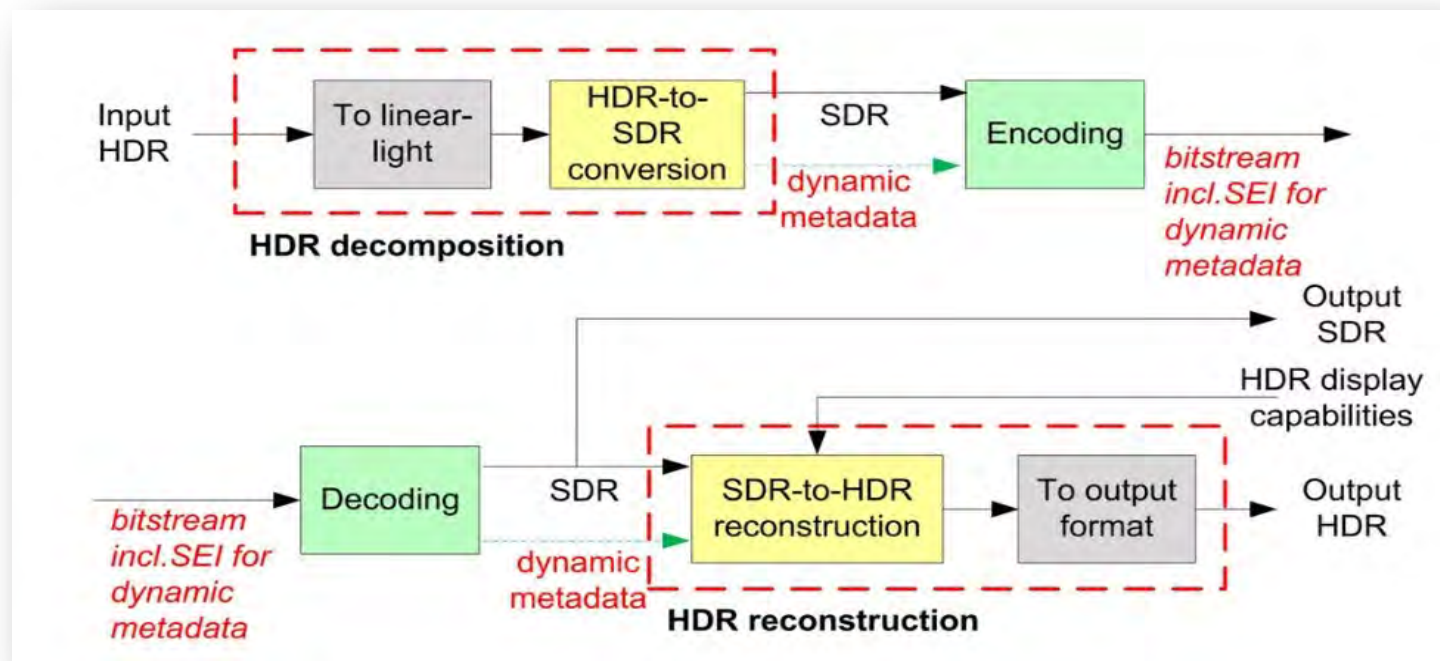 Input
HDR
To linear-
light
HDR-to-
SDR
conversion
SDR
dynamic
metadata
Encoding
bitstream
incl.SEI for
dynamic
metadata
HDR decomposition
Output
SDR
HDR display
capabilities
bitstream
incl.SEI for
dynamic
metadata
Decoding
SDR
dynamic
metadata
SDR-to-HDR
reconstruction
To output
format
Output
HDR
HDR reconstruction